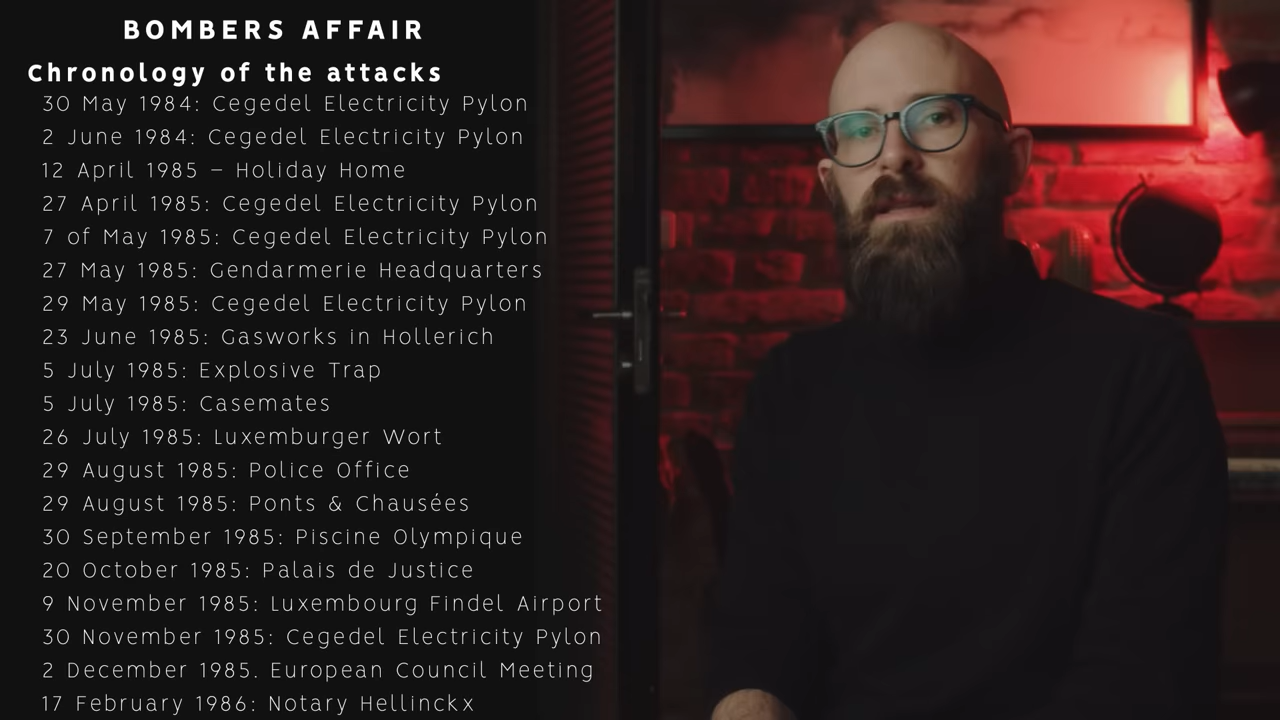 BOMBERS AFFAIR
Chronology of the attacks
30 May 1984: Cegedel Electricity Pylon
2 June 1984: Cegedel Electricity Pylon
12 April 1985 – Holiday Home
27 April 1985: Cegedel Electricity Pylon
7 of May 1985: Cegedel Electricity Pylon
27 May 1985: Gendarmerie Headquarters
29 May 1985: Cegedel Electricity Pylon
23 June 1985: Gasworks in Hollerich
5 July 1985: Explosive Trap
5 July 1985: Casemates
26 July 1985: Luxemburger Wort
29 August 1985: Police Office
29 August 1985: Ponts & Chausées
30 September 1985: Piscine Olympique
20 October 1985: Palais de Justice
9 November 1985: Luxembourg Findel Airport
30 November 1985: Cegedel Electricity Pylon
2 December 1985. European Council Meeting
17 February 1986: Notary Hellinckx